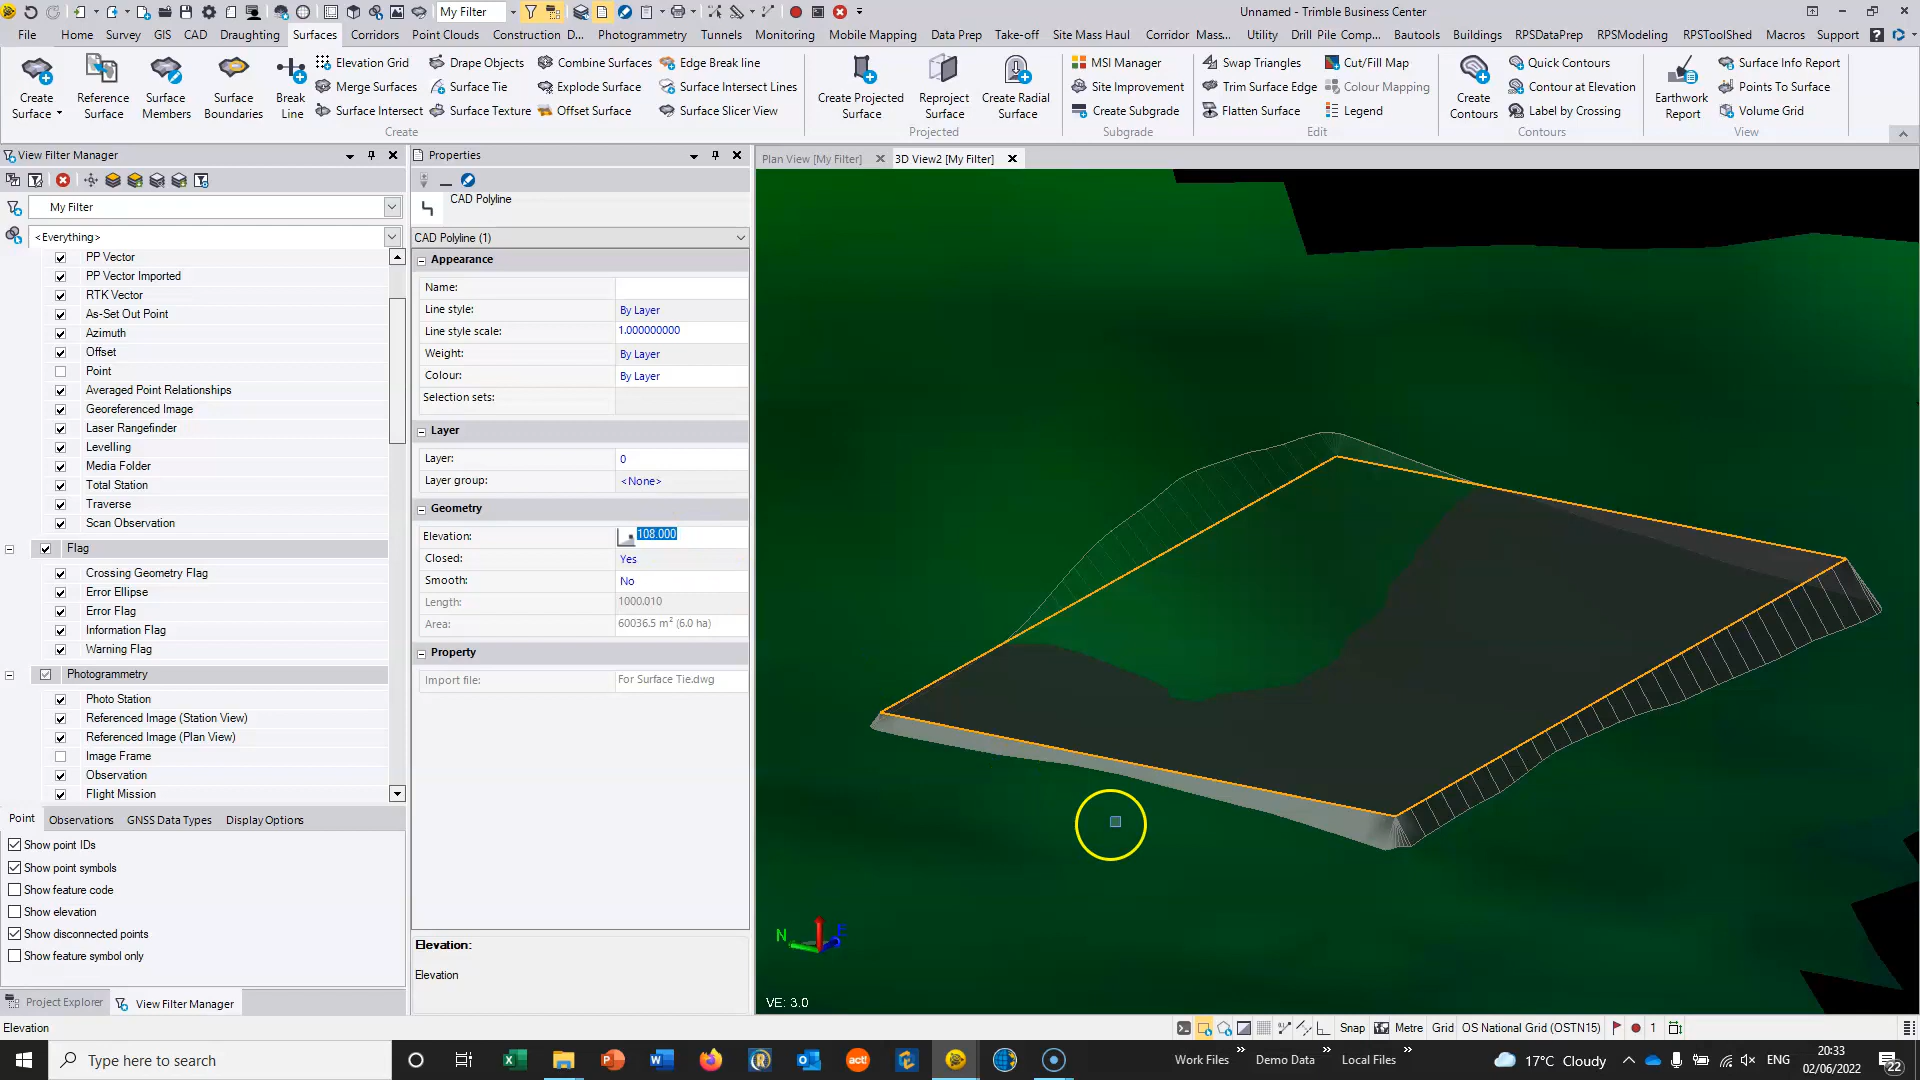 My Filter
Unnamed - Trimble Business Center
File Home Survey GIS CAD Draughting Surfaces Corridors Point Clouds Construction D... Photogrammetry Tunnels Monitoring Mobile Mapping Data Prep Take-off Site Mass Haul Corridor Mass... Utility Drill Pile Comp... Bautools Buildings RPSDataPrep RPSModeling RPSToolShed Macros Support
Create Surface
Reference Surface
Surface Members
Surface Boundaries
Break Line
Elevation Grid
Merge Surfaces
Surface Intersect
Drape Objects
Surface Tie
Surface Texture
Combine Surfaces
Explode Surface
Offset Surface
Edge Break line
Surface Intersect Lines
Surface Slicer View
Create
Create Projected Surface
Reproject Surface
Create Radial Surface
Projected
MSI Manager
Site Improvement
Create Subgrade
Subgrade
Swap Triangles
Trim Surface Edge
Flatten Surface
Cut/Fill Map
Colour Mapping
Legend
Edit
Create Contours
Quick Contours
Contour at Elevation
Label by Crossing
Contours
Earthwork Report
Surface Info Report
Points To Surface
Volume Grid
View
View Filter Manager
My Filter
<Everything>
PP Vector
PP Vector Imported
RTK Vector
As-Set Out Point
Azimuth
Offset
Point
Averaged Point Relationships
Georeferenced Image
Laser Rangefinder
Levelling
Media Folder
Total Station
Traverse
Scan Observation
Flag
Crossing Geometry Flag
Error Ellipse
Error Flag
Information Flag
Warning Flag
Photogrammetry
Photo Station
Referenced Image (Station View)
Referenced Image (Plan View)
Image Frame
Observation
Flight Mission
Point Observations GNSS Data Types Display Options
Show point IDs
Show point symbols
Show feature code
Show elevation
Show disconnected points
Show feature symbol only
Project Explorer View Filter Manager
Properties
CAD Polyline
CAD Polyline (1)
Appearance
Name:
Line style: By Layer
Line style scale: 1.000000000
Weight: By Layer
Colour: By Layer
Selection sets:
Layer
Layer: 0
Layer group: <None>
Geometry
Elevation: 108.000
Closed: Yes
Smooth: No
Length: 1000.010
Area: 60036.5 m² (6.0 ha)
Property
Import file: For Surface Tie.dwg
Elevation:
Elevation
Plan View [My Filter] 3D View2 [My Filter]
N E
VE: 3.0
Elevation
Snap Metre Grid OS National Grid (OSTN15) 1
Type here to search
act!
Work Files » Demo Data » Local Files »
17°C Cloudy
ENG
20:33
02/06/2022
22